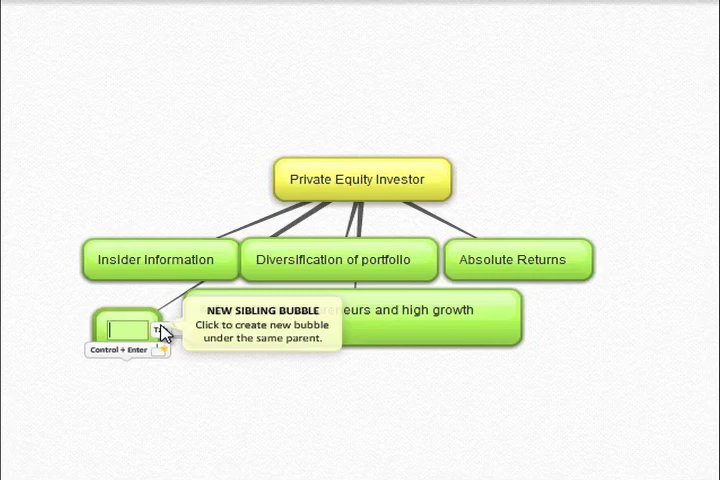 Private Equity Investor
Insider Information
Diversification of portfolio
Absolute Returns
and high growth
NEW SIBLING BUBBLE
Click to create new bubble
under the same parent.
Control + Enter